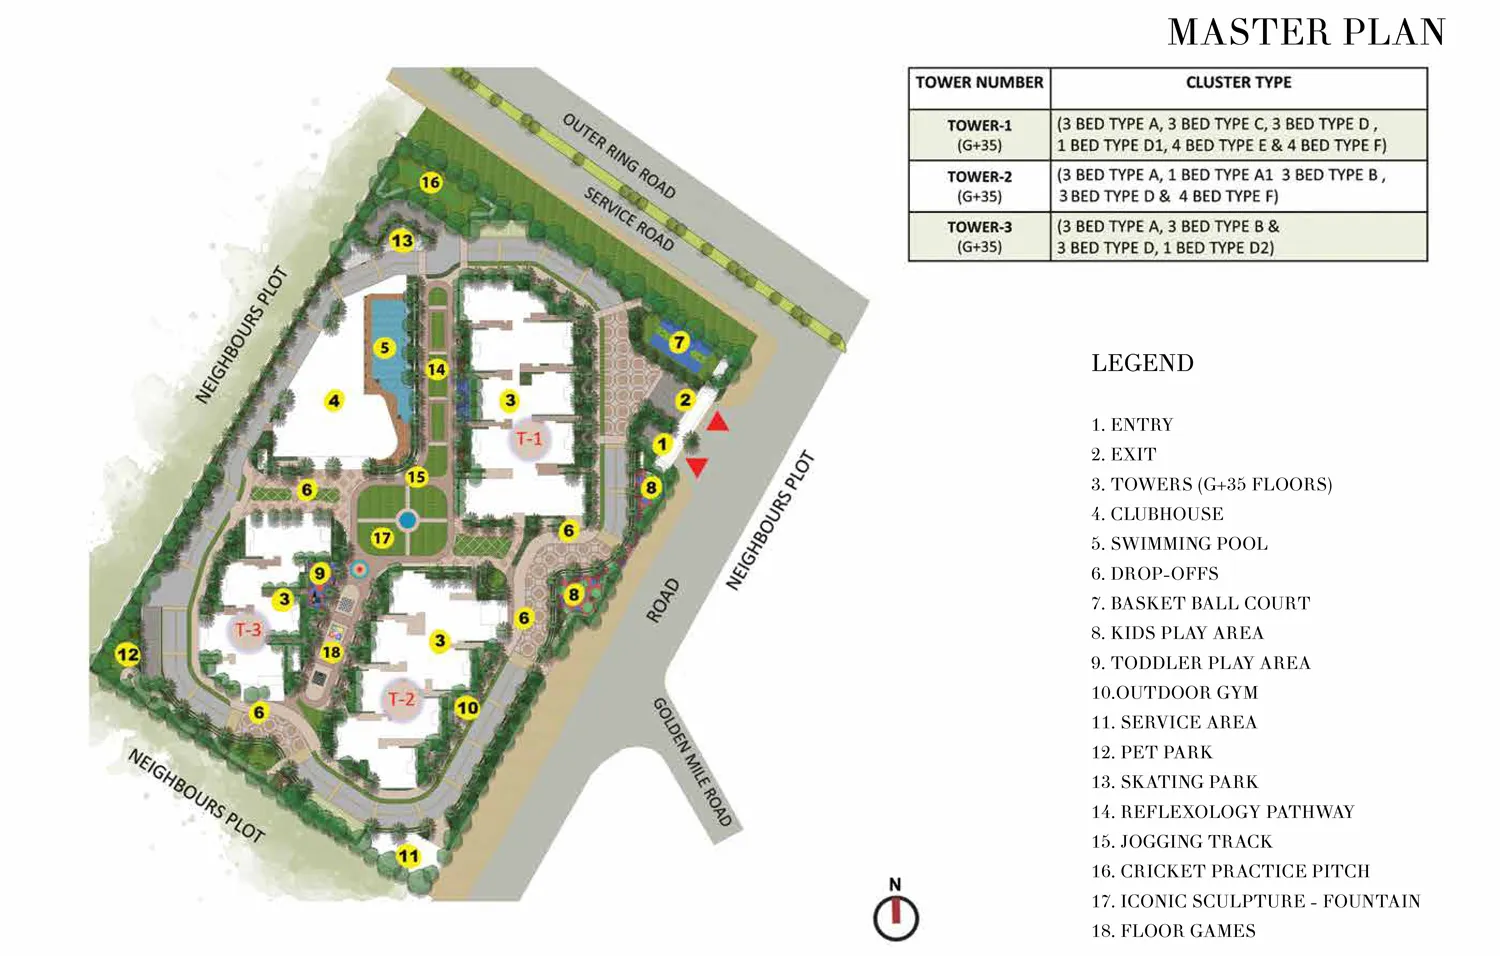 MASTER PLAN
TOWER NUMBER CLUSTER TYPE
TOWER-1 (3 BED TYPE A, 3 BED TYPE C, 3 BED TYPE D ,
(G+35) 1 BED TYPE D1, 4 BED TYPE E & 4 BED TYPE F)
TOWER-2 (3 BED TYPE A, 1 BED TYPE A1 3 BED TYPE B ,
(G+35) 3 BED TYPE D & 4 BED TYPE F)
TOWER-3 (3 BED TYPE A, 3 BED TYPE B &
(G+35) 3 BED TYPE D, 1 BED TYPE D2)
OUTER RING ROAD
SERVICE ROAD
NEIGHBOURS PLOT
16
13
7
5
14
2
4
3
T-1
1
15
8
6
NEIGHBOURS PLOT
6
17
9
8
3
ROAD
6
T-3
3
18
12
T-2
10
6
GOLDEN MILE ROAD
NEIGHBOURS PLOT
11
N
LEGEND
1. ENTRY
2. EXIT
3. TOWERS (G+35 FLOORS)
4. CLUBHOUSE
5. SWIMMING POOL
6. DROP-OFFS
7. BASKET BALL COURT
8. KIDS PLAY AREA
9. TODDLER PLAY AREA
10.OUTDOOR GYM
11. SERVICE AREA
12. PET PARK
13. SKATING PARK
14. REFLEXOLOGY PATHWAY
15. JOGGING TRACK
16. CRICKET PRACTICE PITCH
17. ICONIC SCULPTURE - FOUNTAIN
18. FLOOR GAMES